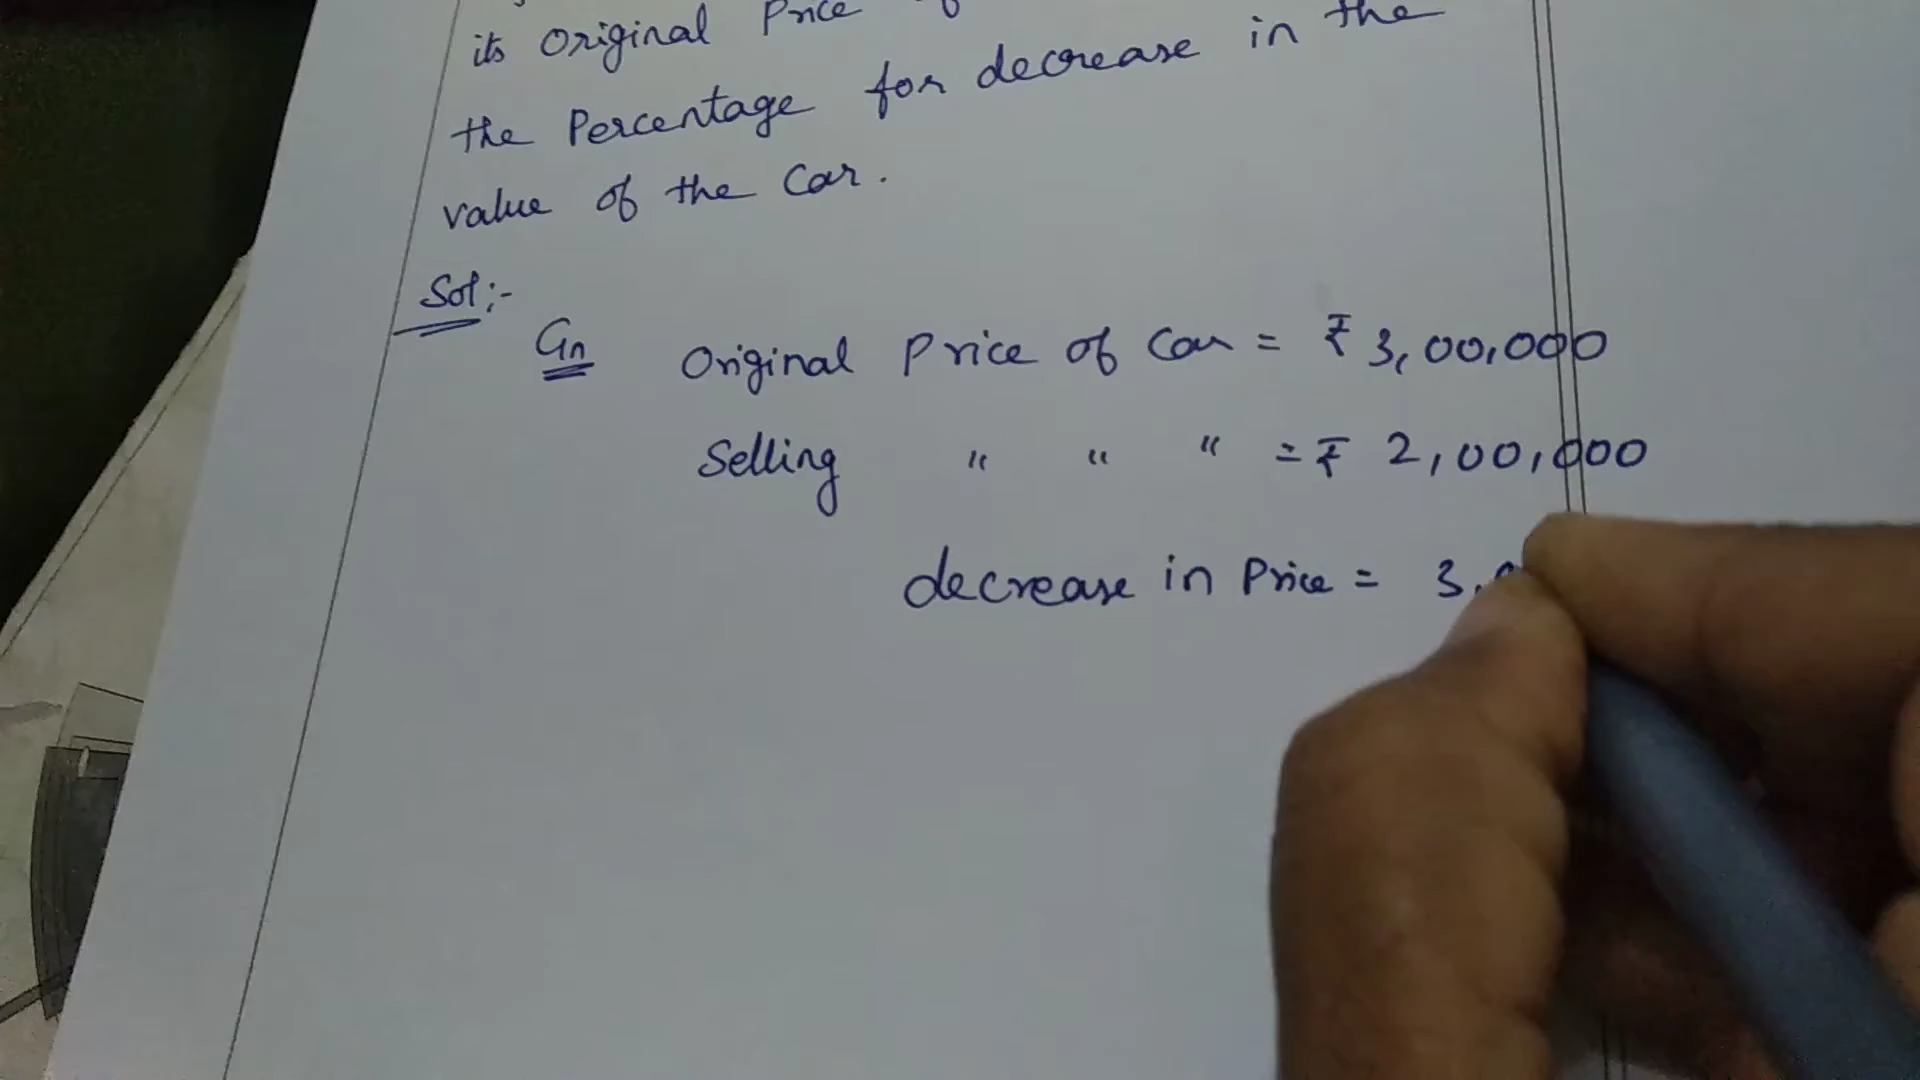 its Original Price
the Percentage for decrease in the
value of the Car.
Sol:-
Gn Original Price of Car = ₹ 3,00,000
Selling " " " = ₹ 2,00,000
decrease in Price = 3,